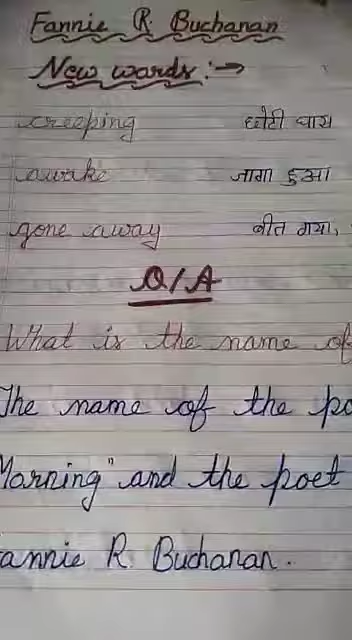 Fannie R Buchanan
New words:→
creeping छोटी घास
awake जागा हुआ
gone away बीत गया,
Q/A
What is the name of
The name of the po
Morning" and the poet
annie R Buchanan.